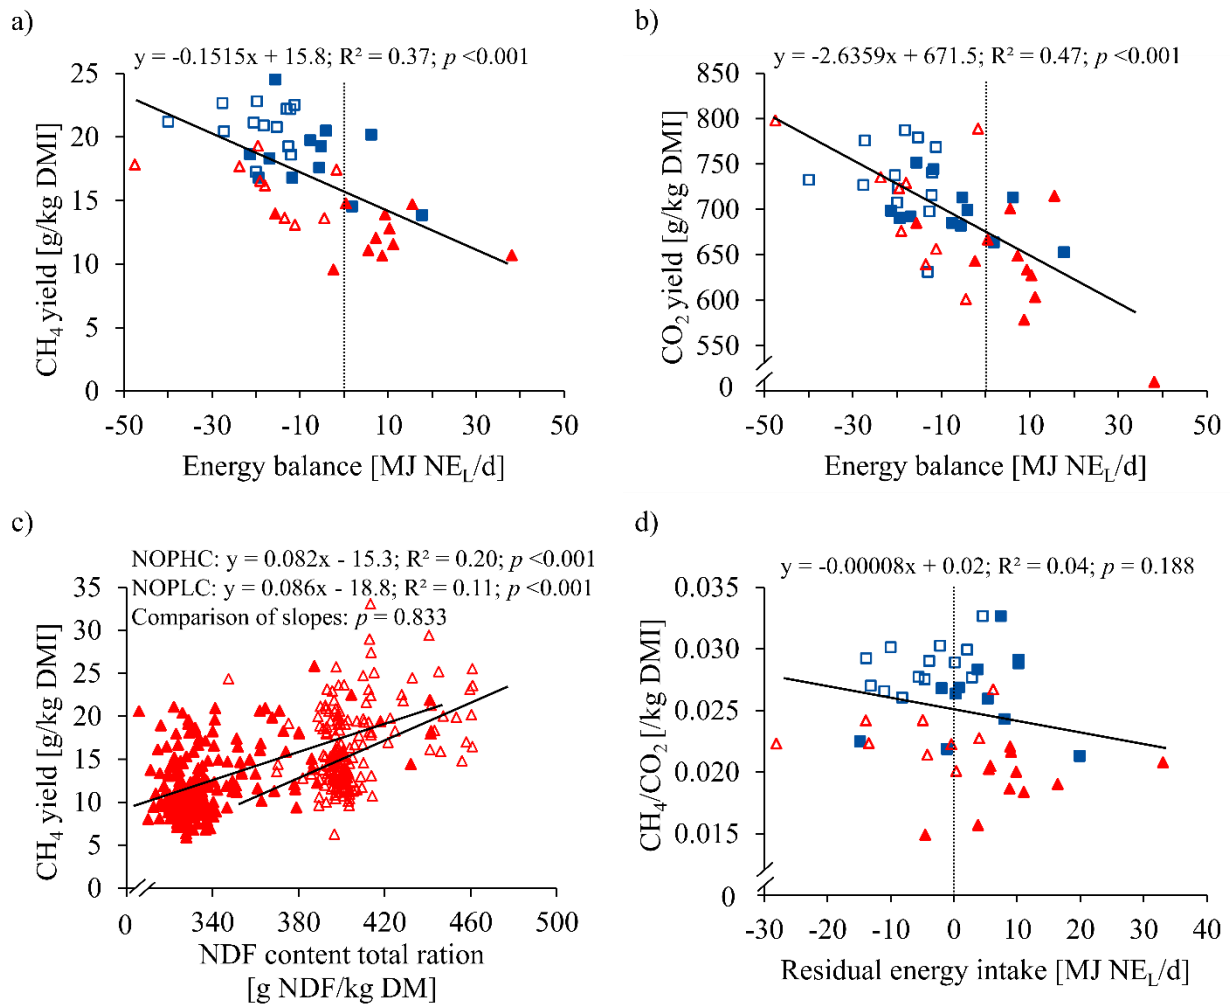 a)
y = -0.1515x + 15.8; R² = 0.37; p <0.001
25
20
15
10
5
0
-50 -30 -10 10 30 50
CH₄ yield [g/kg DMI]
Energy balance [MJ NE_L/d]
b)
y = -2.6359x + 671.5; R² = 0.47; p <0.001
850
800
750
700
650
600
550
0
-50 -30 -10 10 30 50
CO₂ yield [g/kg DMI]
Energy balance [MJ NE_L/d]
c)
NOPHC: y = 0.082x - 15.3; R² = 0.20; p <0.001
NOPLC: y = 0.086x - 18.8; R² = 0.11; p <0.001
Comparison of slopes: p = 0.833
35
30
25
20
15
10
5
0
0 340 420 460 500
CH₄ yield [g/kg DMI]
NDF content total ration
[g NDF/kg DM]
d)
y = -0.00008x + 0.02; R² = 0.04; p = 0.188
0.035
0.030
0.025
0.020
0.015
0
-30 -20 -10 0 10 20 30 40
CH₄/CO₂ [/kg DMI]
Residual energy intake [MJ NE_L/d]